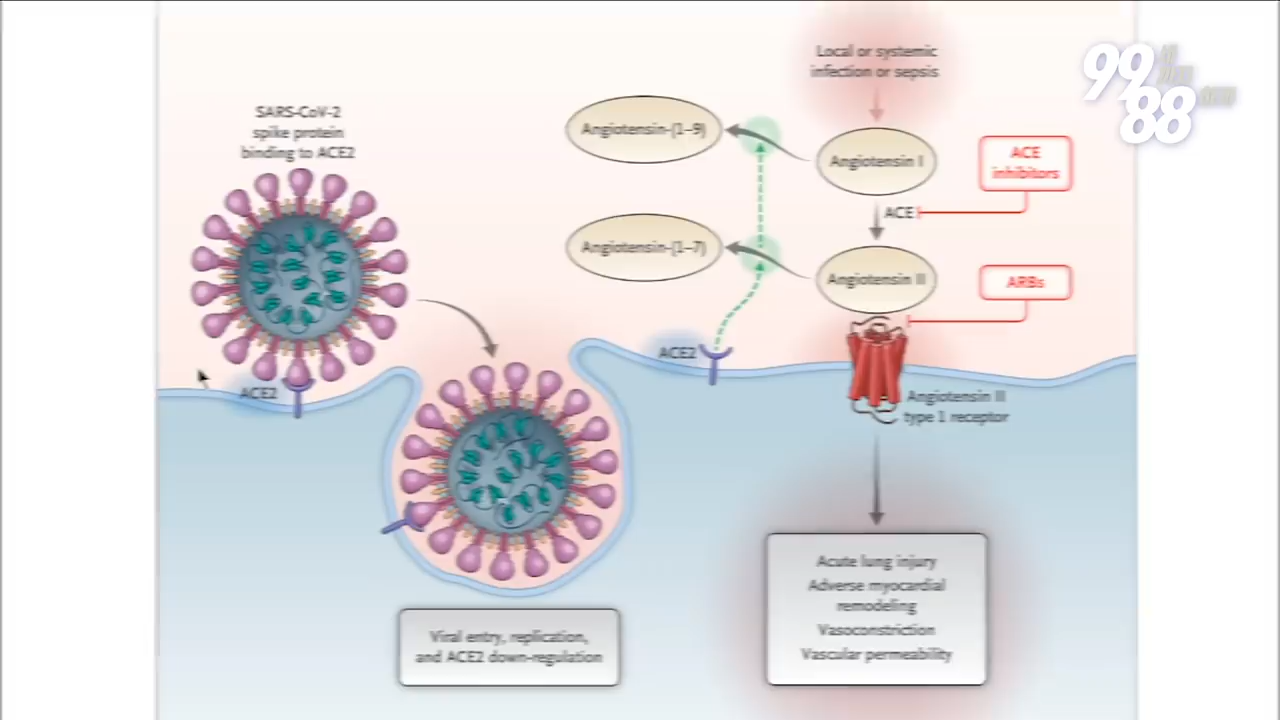 SARS-CoV-2
spike protein
binding to ACE2
ACE2
Viral entry, replication,
and ACE2 down-regulation
Angiotensin-(1–9)
Angiotensin-(1–7)
ACE2
Local or systemic
infection or sepsis
Angiotensin I
ACE
Angiotensin II
Angiotensin II
type 1 receptor
Acute lung injury
Adverse myocardial
remodeling
Vasoconstriction
Vascular permeability
ACE
inhibitors
ARBs
99
88